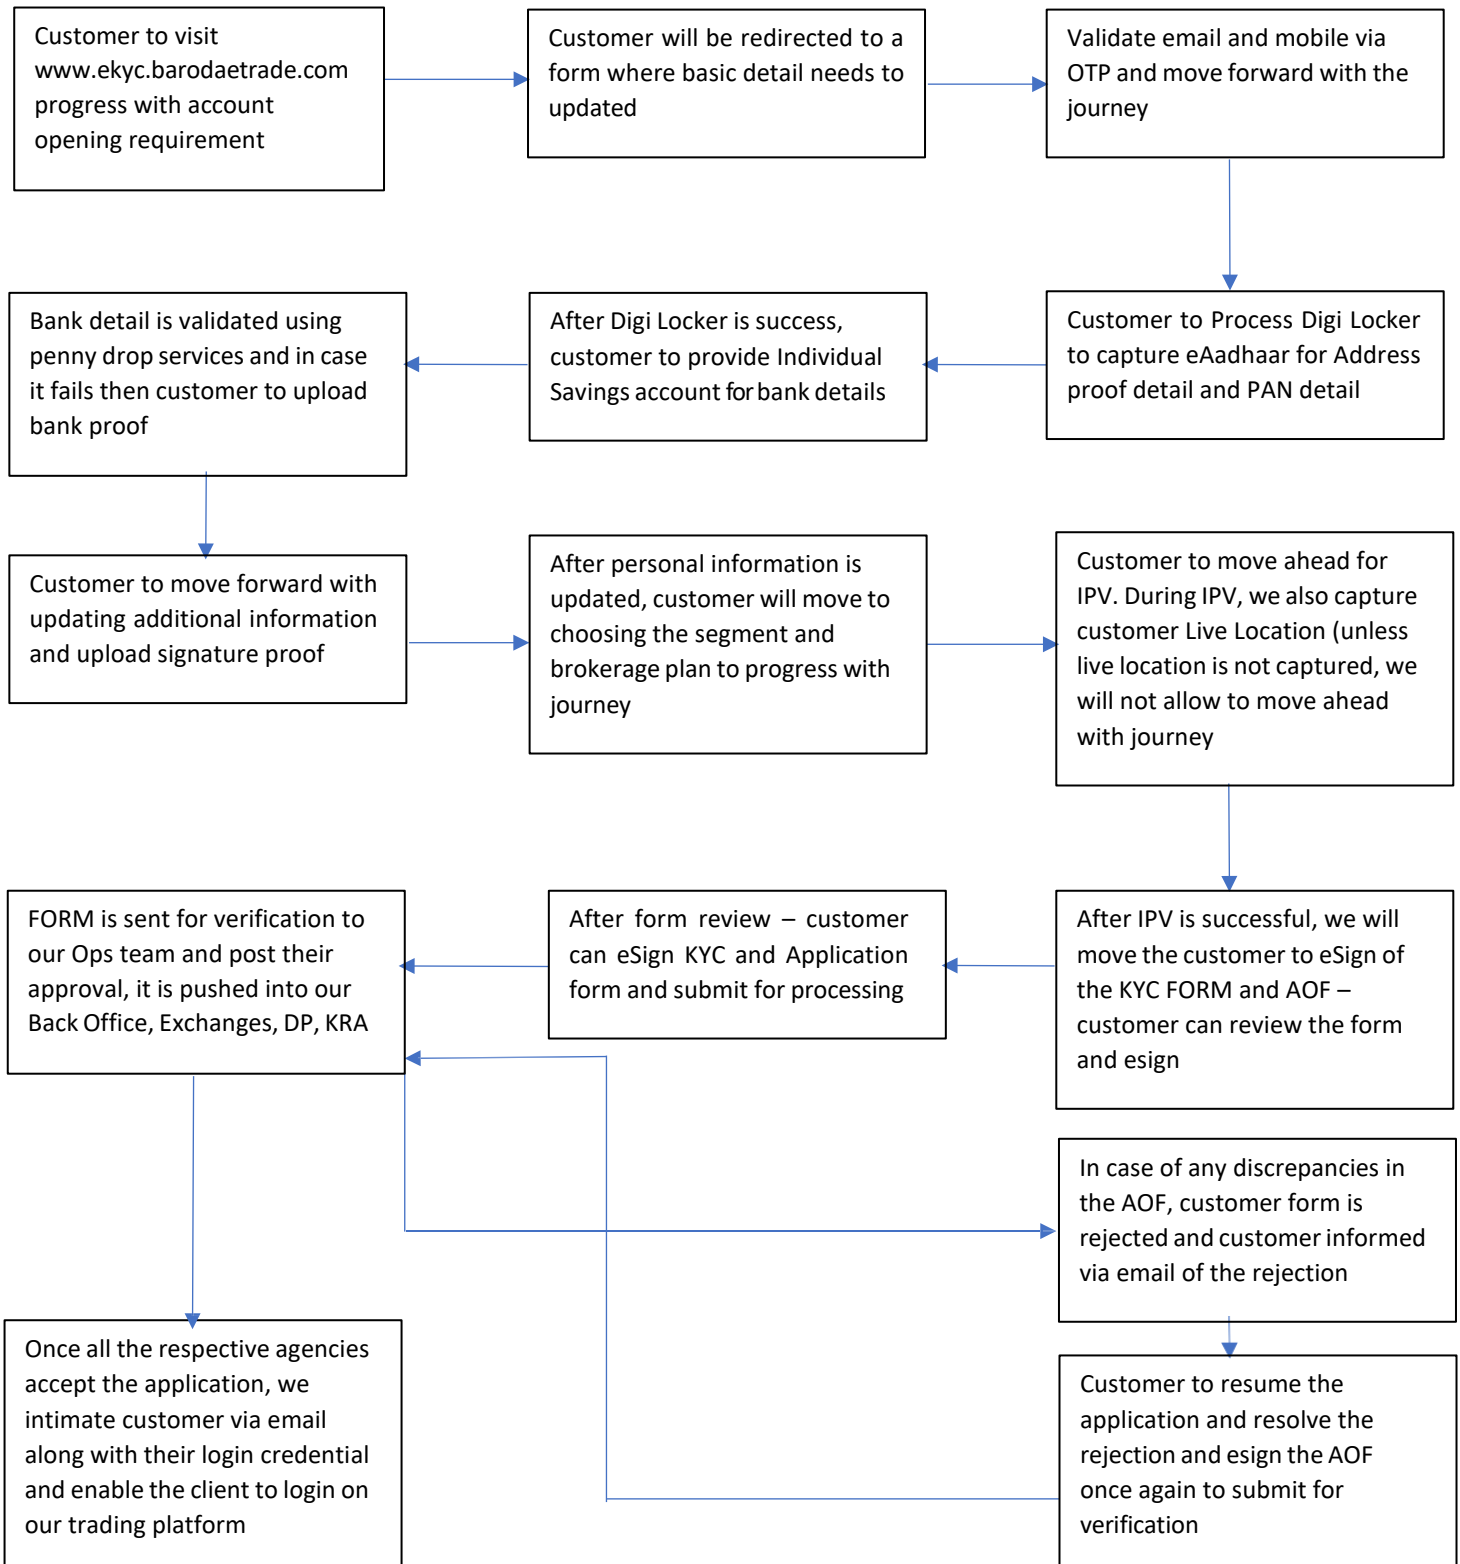 Customer to visit
www.ekyc.barodaetrade.com
progress with account
opening requirement
Customer will be redirected to a
form where basic detail needs to
updated
Validate email and mobile via
OTP and move forward with the
journey
Customer to Process Digi Locker
to capture eAadhaar for Address
proof detail and PAN detail
After Digi Locker is success,
customer to provide Individual
Savings account for bank details
Bank detail is validated using
penny drop services and in case
it fails then customer to upload
bank proof
Customer to move forward with
updating additional information
and upload signature proof
After personal information is
updated, customer will move to
choosing the segment and
brokerage plan to progress with
journey
Customer to move ahead for
IPV. During IPV, we also capture
customer Live Location (unless
live location is not captured, we
will not allow to move ahead
with journey
After IPV is successful, we will
move the customer to eSign of
the KYC FORM and AOF –
customer can review the form
and esign
After form review – customer
can eSign KYC and Application
form and submit for processing
FORM is sent for verification to
our Ops team and post their
approval, it is pushed into our
Back Office, Exchanges, DP, KRA
In case of any discrepancies in
the AOF, customer form is
rejected and customer informed
via email of the rejection
Customer to resume the
application and resolve the
rejection and esign the AOF
once again to submit for
verification
Once all the respective agencies
accept the application, we
intimate customer via email
along with their login credential
and enable the client to login on
our trading platform